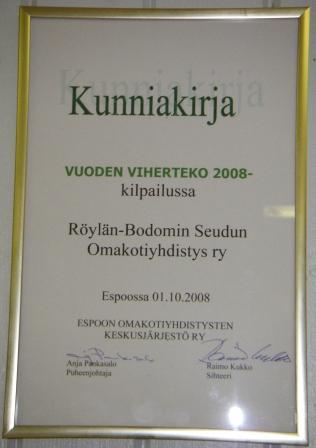 Kunniakirja
VUODEN VIHERTEKO 2008-
kilpailussa
Röylän-Bodomin Seudun
Omakotiyhdistys ry
Espoossa 01.10.2008
ESPOON OMAKOTIYHDISTYSTEN
KESKUSJÄRJESTÖ RY
Anja Pankasalo
Puheenjohtaja
Raimo Kukko
Sihteeri